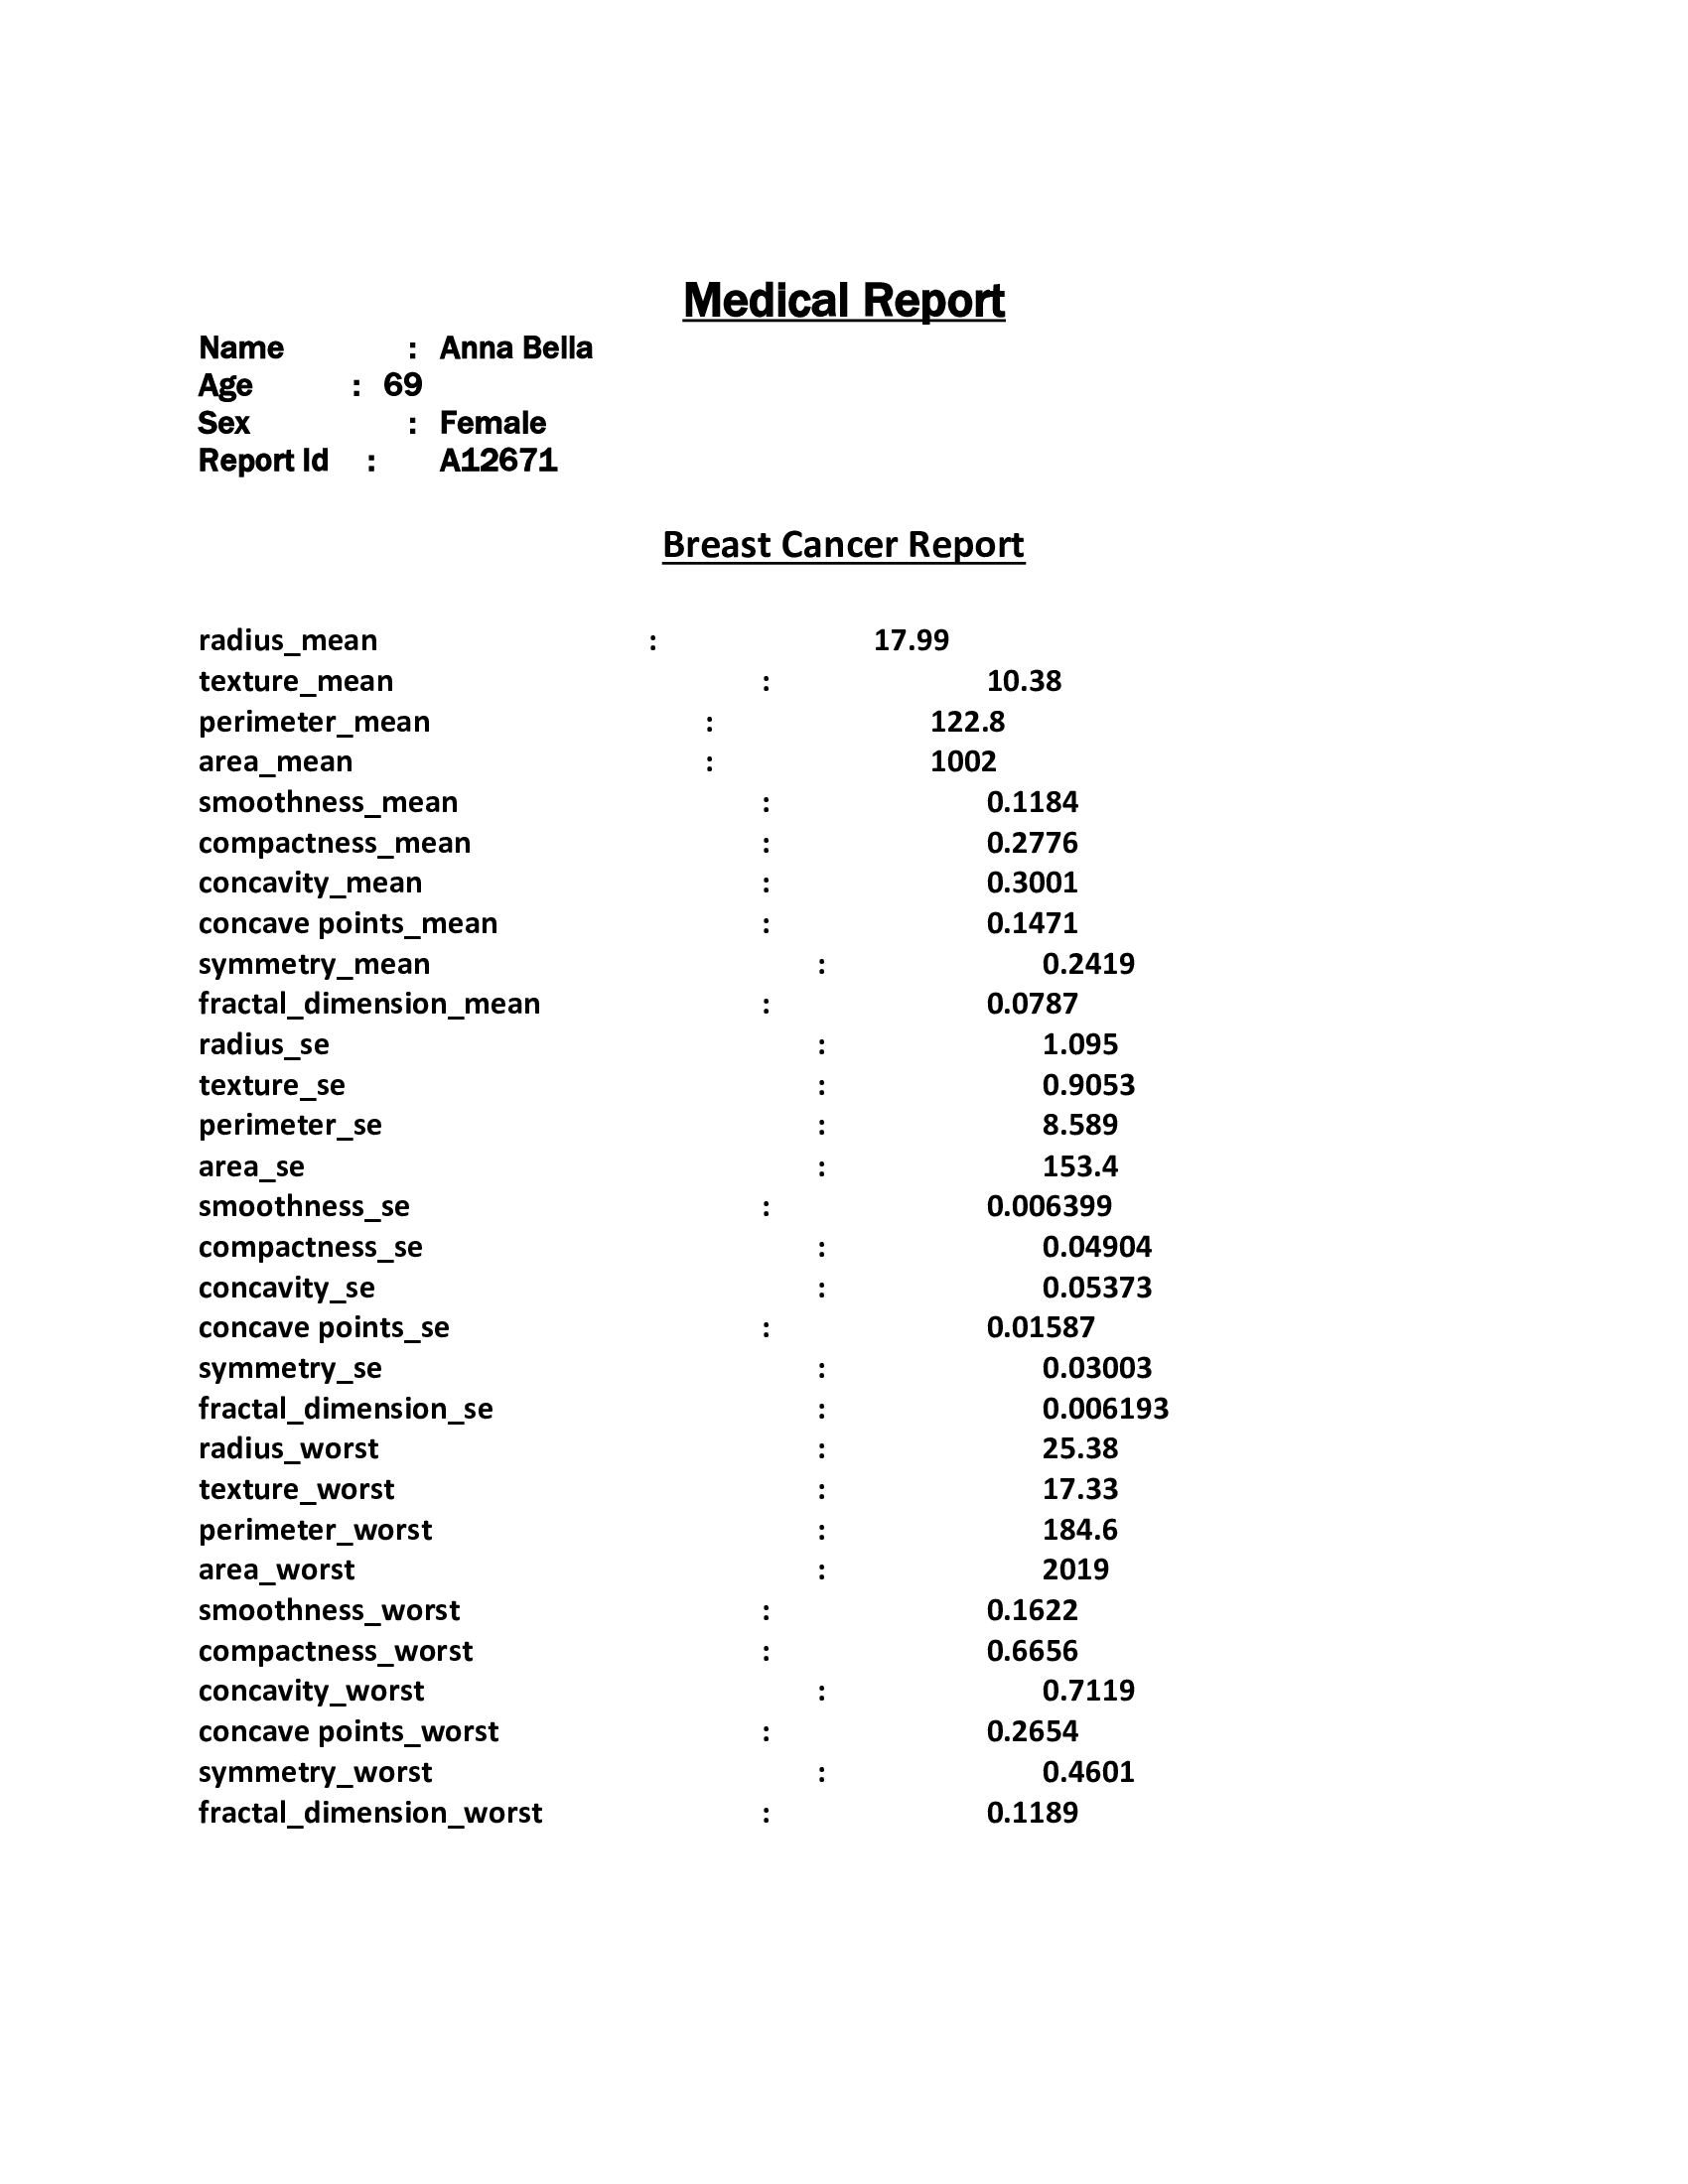 Medical Report
Name : Anna Bella
Age : 69
Sex : Female
Report Id : A12671
Breast Cancer Report
radius_mean : 17.99
texture_mean : 10.38
perimeter_mean : 122.8
area_mean : 1002
smoothness_mean : 0.1184
compactness_mean : 0.2776
concavity_mean : 0.3001
concave points_mean : 0.1471
symmetry_mean : 0.2419
fractal_dimension_mean : 0.0787
radius_se : 1.095
texture_se : 0.9053
perimeter_se : 8.589
area_se : 153.4
smoothness_se : 0.006399
compactness_se : 0.04904
concavity_se : 0.05373
concave points_se : 0.01587
symmetry_se : 0.03003
fractal_dimension_se : 0.006193
radius_worst : 25.38
texture_worst : 17.33
perimeter_worst : 184.6
area_worst : 2019
smoothness_worst : 0.1622
compactness_worst : 0.6656
concavity_worst : 0.7119
concave points_worst : 0.2654
symmetry_worst : 0.4601
fractal_dimension_worst : 0.1189